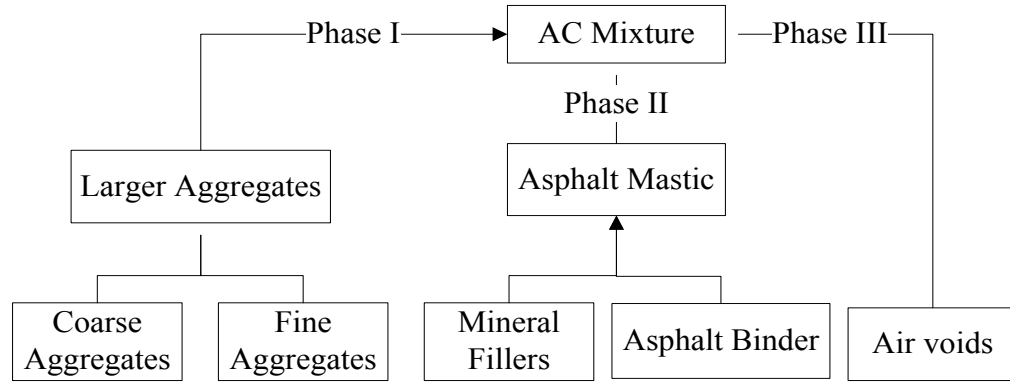 Phase I
AC Mixture
Phase III
Phase II
Larger Aggregates
Asphalt Mastic
Coarse
Aggregates
Fine
Aggregates
Mineral
Fillers
Asphalt Binder
Air voids